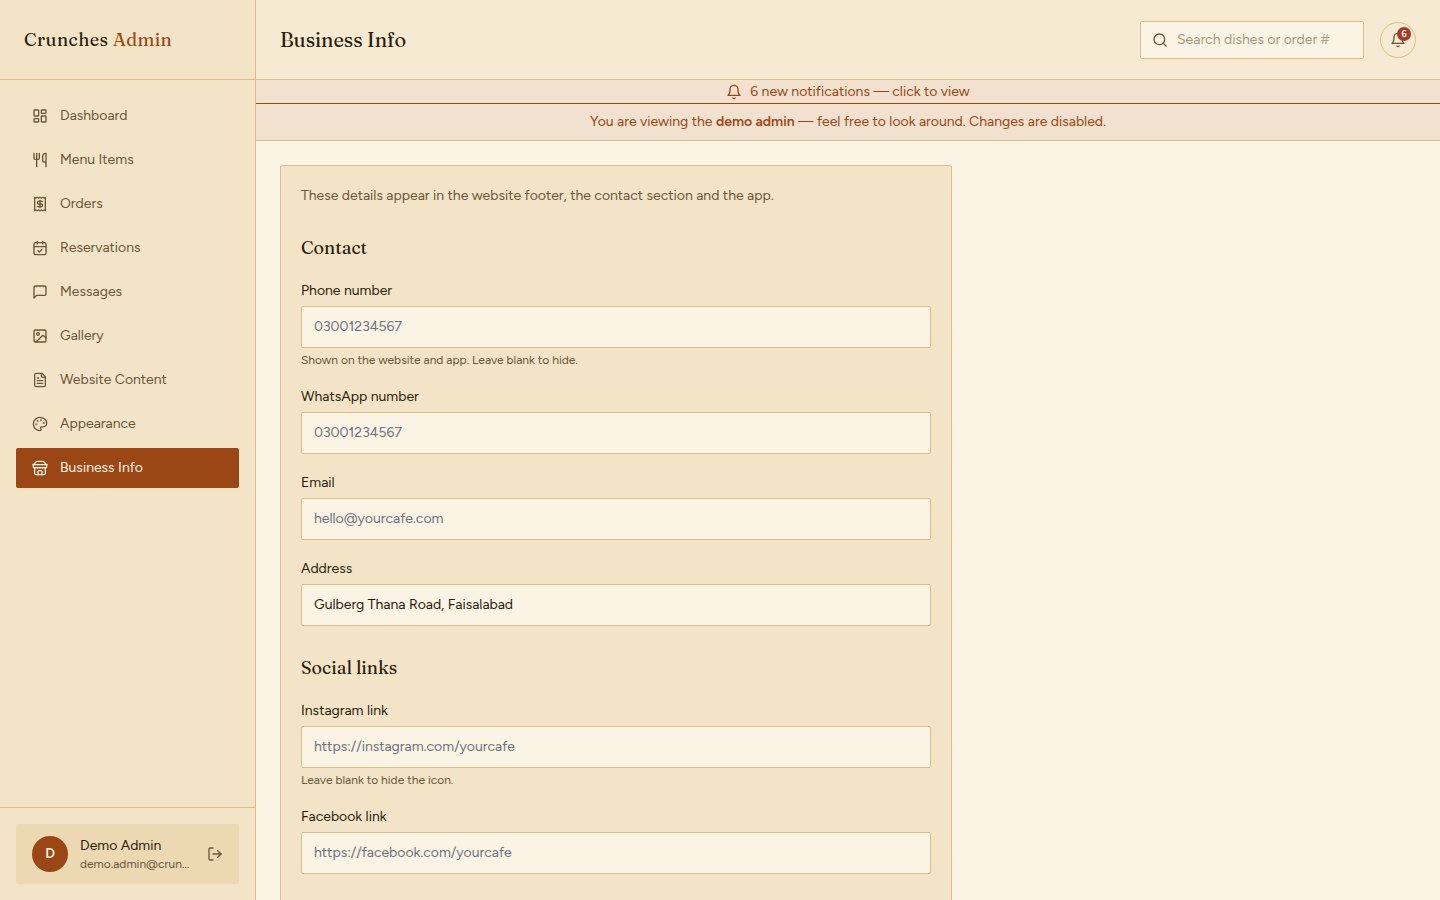 Crunches Admin
Business Info
Search dishes or order #
6
6 new notifications — click to view
You are viewing the demo admin — feel free to look around. Changes are disabled.
Dashboard
Menu Items
Orders
Reservations
Messages
Gallery
Website Content
Appearance
Business Info
These details appear in the website footer, the contact section and the app.
Contact
Phone number
03001234567
Shown on the website and app. Leave blank to hide.
WhatsApp number
03001234567
Email
hello@yourcafe.com
Address
Gulberg Thana Road, Faisalabad
Social links
Instagram link
https://instagram.com/yourcafe
Leave blank to hide the icon.
Facebook link
https://facebook.com/yourcafe
D
Demo Admin
demo.admin@crun...